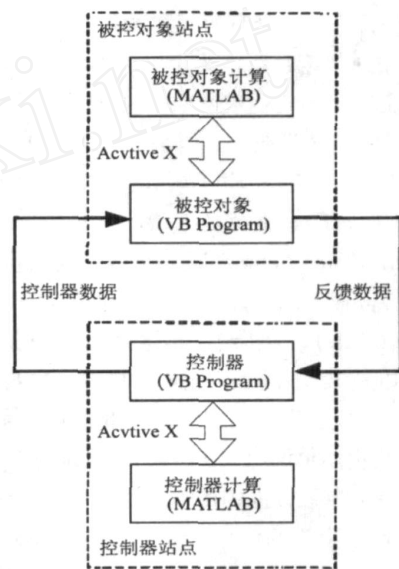 被控对象站点
被控对象计算
(MATLAB)
Acvtive X
被控对象
(VB Program)
控制器数据
反馈数据
控制器
(VB Program)
Acvtive X
控制器计算
(MATLAB)
控制器站点